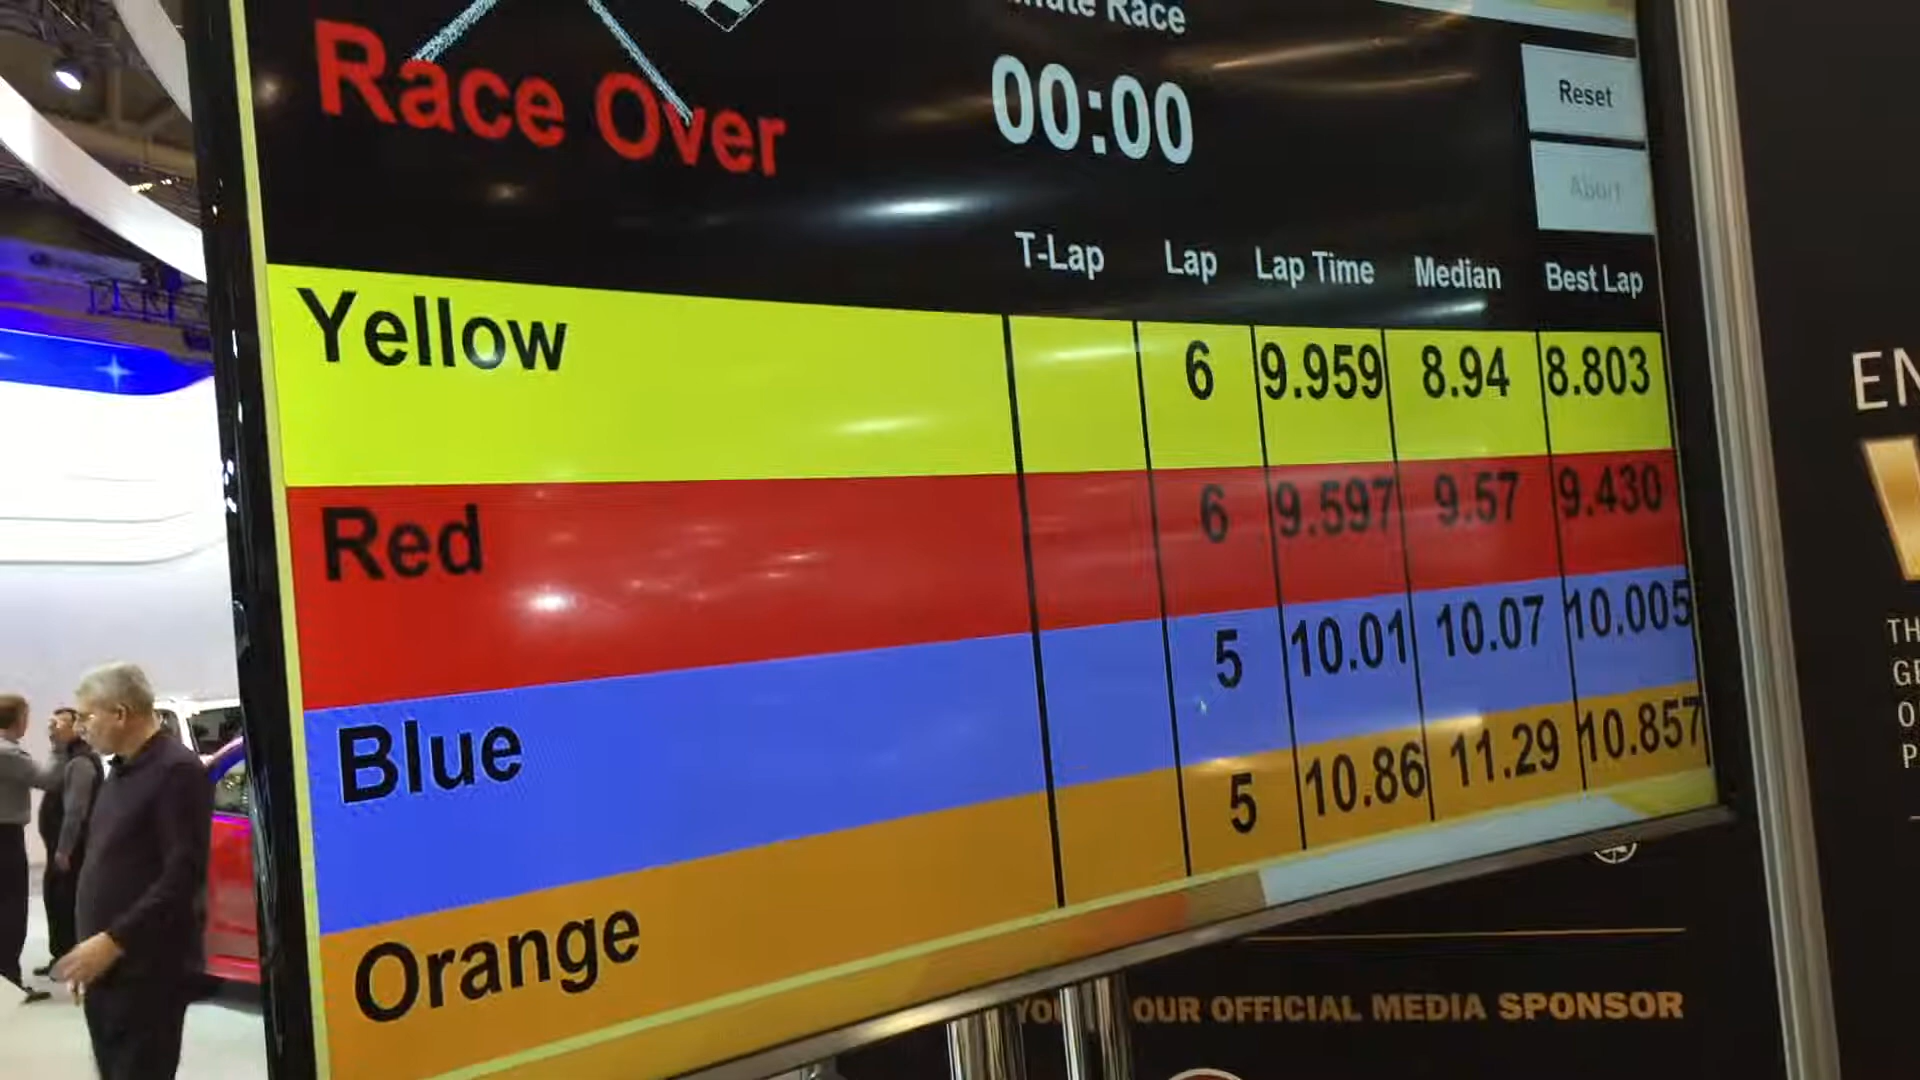 Race
Race Over
00:00
Reset
Abort
T-Lap Lap Lap Time Median Best Lap
Yellow 6 9.959 8.94 8.803
Red 6 9.597 9.57 9.430
Blue 5 10.01 10.07 10.005
Orange 5 10.86 11.29 10.857
OUR OFFICIAL MEDIA SPONSOR